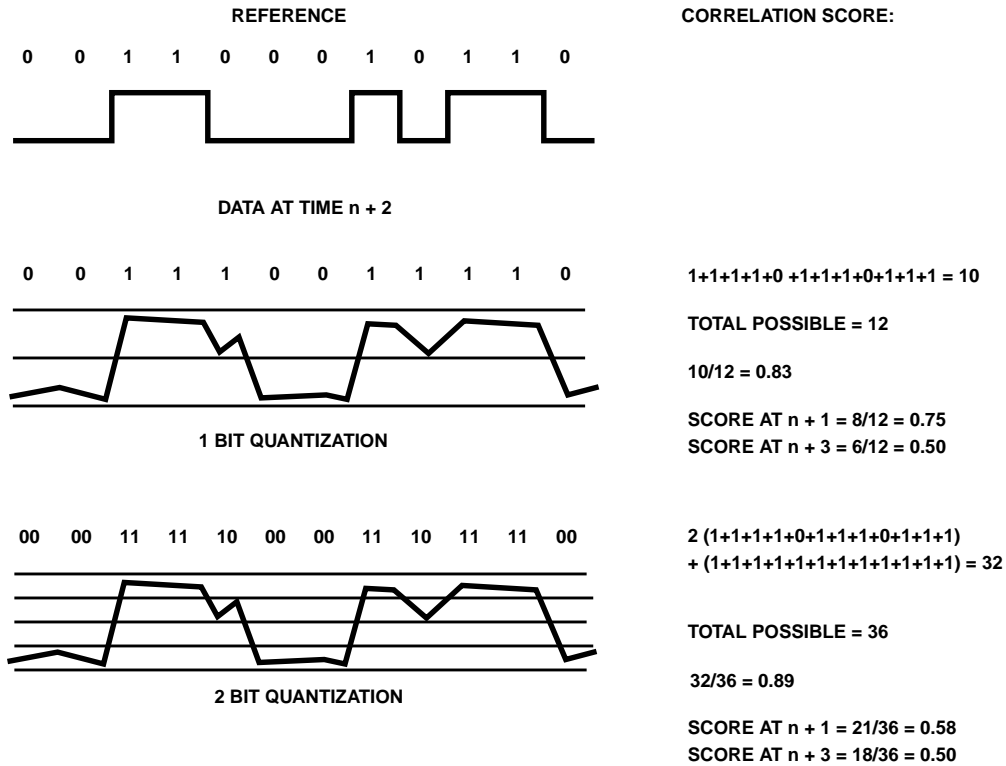 REFERENCE
CORRELATION SCORE:
0 0 1 1 0 0 0 1 0 1 1 0
DATA AT TIME n + 2
0 0 1 1 1 0 0 1 1 1 1 0
1+1+1+1+0 +1+1+1+0+1+1+1 = 10
TOTAL POSSIBLE = 12
10/12 = 0.83
1 BIT QUANTIZATION
SCORE AT n + 1 = 8/12 = 0.75
SCORE AT n + 3 = 6/12 = 0.50
00 00 11 11 10 00 00 11 10 11 11 00
2 (1+1+1+1+0+1+1+1+0+1+1+1)
+ (1+1+1+1+1+1+1+1+1+1+1+1) = 32
TOTAL POSSIBLE = 36
32/36 = 0.89
2 BIT QUANTIZATION
SCORE AT n + 1 = 21/36 = 0.58
SCORE AT n + 3 = 18/36 = 0.50